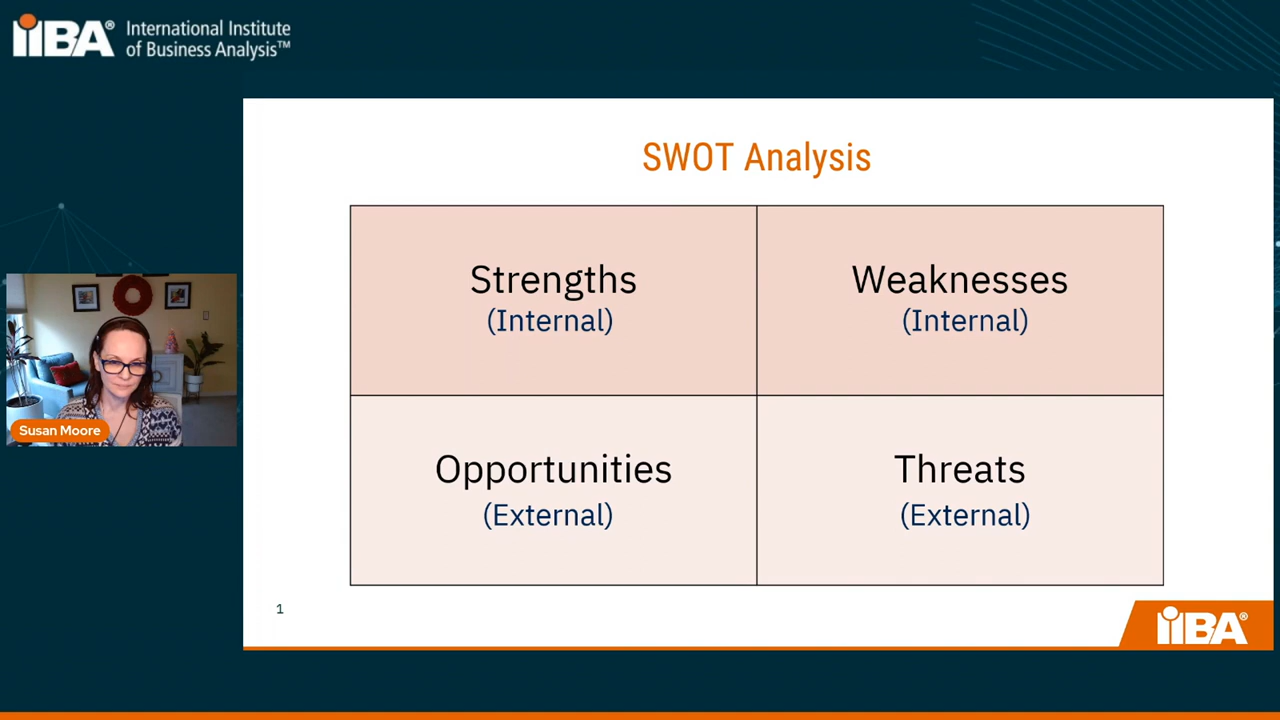 iiBA® International Institute
of Business Analysis™
SWOT Analysis
Strengths
(Internal)
Weaknesses
(Internal)
Susan Moore
Opportunities
(External)
Threats
(External)
1
iiBA®